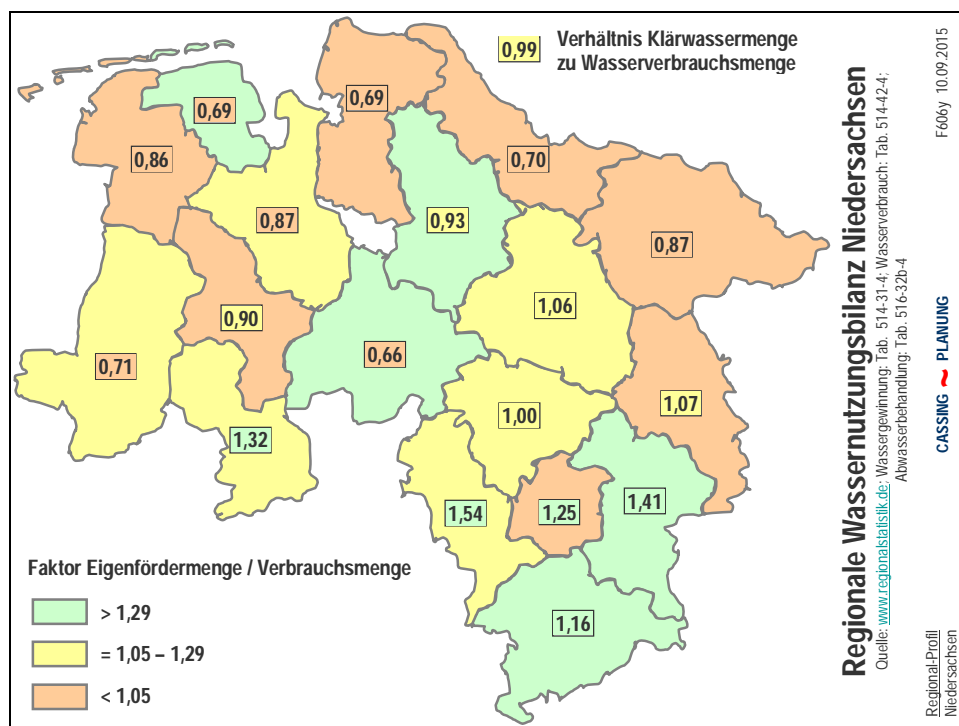 0,99
Verhältnis Klärwassermenge
zu Wasserverbrauchsmenge
0,69
0,69
0,86
0,70
0,87
0,93
0,87
0,90
1,06
0,71
0,66
1,07
1,00
1,32
1,54
1,25
1,41
1,16
Faktor Eigenfördermenge / Verbrauchsmenge
> 1,29
= 1,05 – 1,29
< 1,05
Regionale Wassernutzungsbilanz Niedersachsen
Quelle: www.regionalstatistik.de; Wassergewinnung: Tab. 514-31-4; Wasserverbrauch: Tab. 514-42-4;
Abwasserbehandlung: Tab. 516-32b-4
F606y 10.09.2015
CASSING ~ PLANUNG
Regional-Profil
Niedersachsen